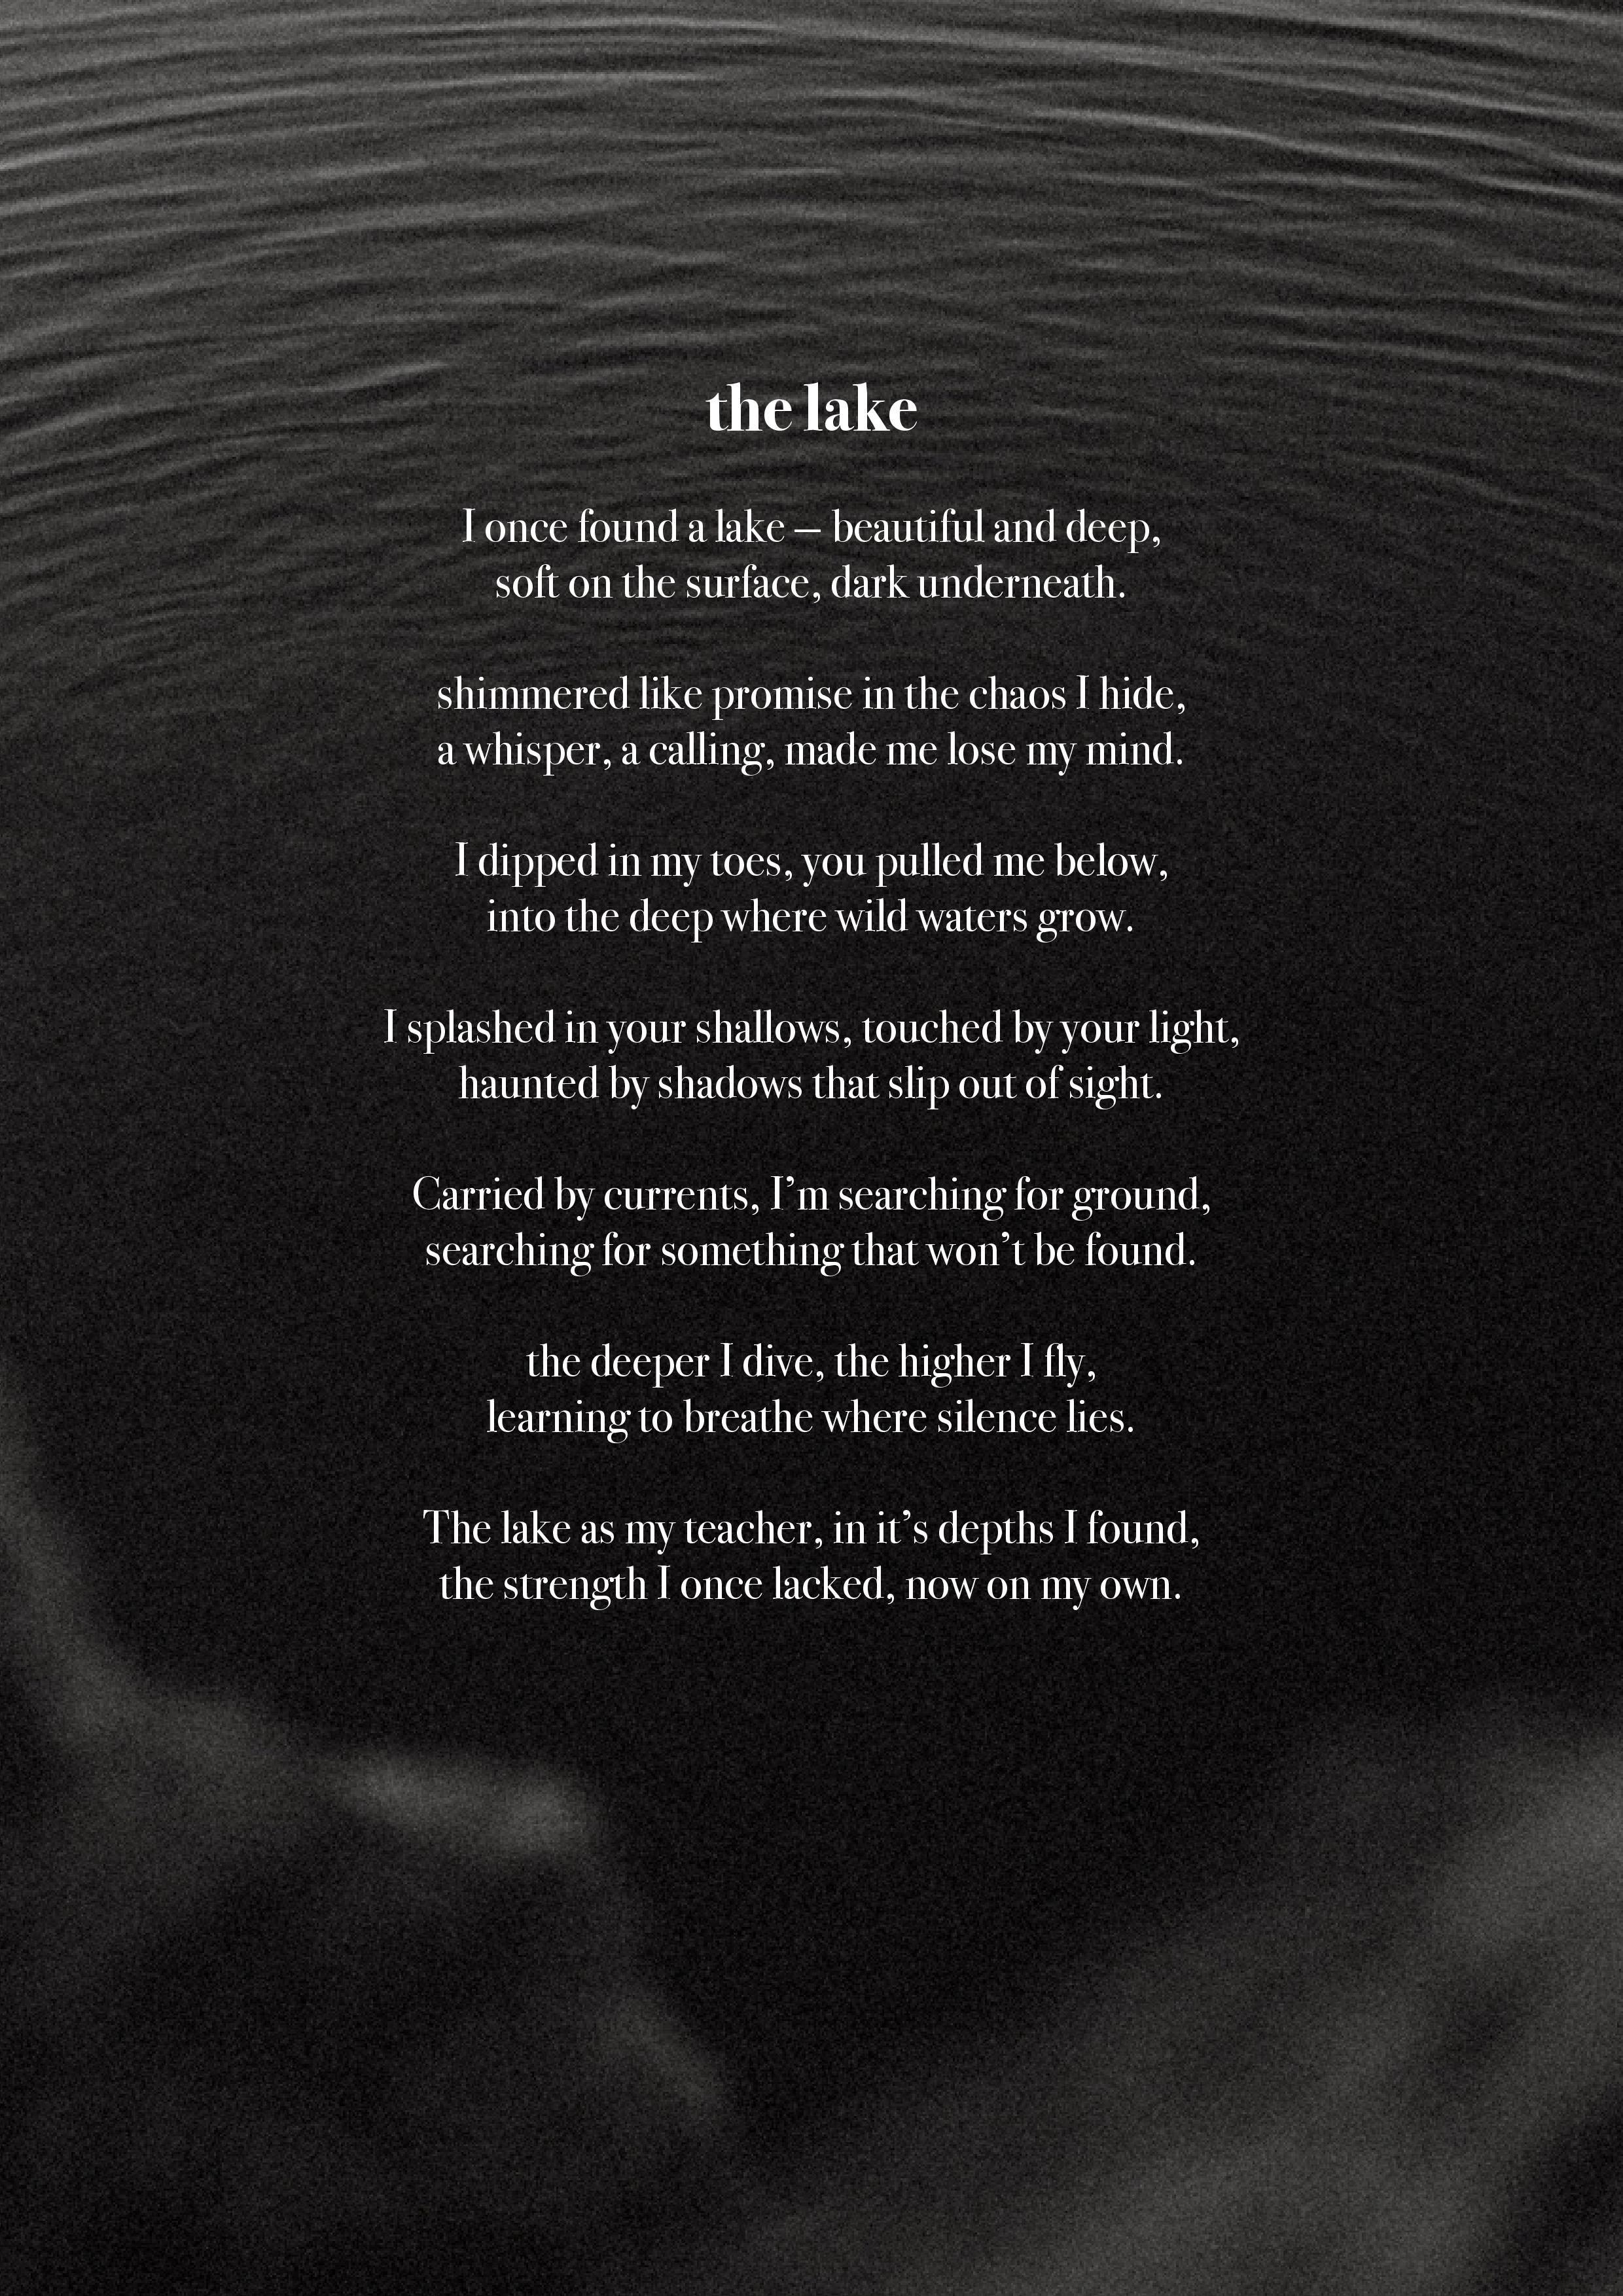 the lake
I once found a lake – beautiful and deep,
soft on the surface, dark underneath.
shimmered like promise in the chaos I hide,
a whisper, a calling, made me lose my mind.
I dipped in my toes, you pulled me below,
into the deep where wild waters grow.
I splashed in your shallows, touched by your light,
haunted by shadows that slip out of sight.
Carried by currents, I’m searching for ground,
searching for something that won’t be found.
the deeper I dive, the higher I fly,
learning to breathe where silence lies.
The lake as my teacher, in it’s depths I found,
the strength I once lacked, now on my own.